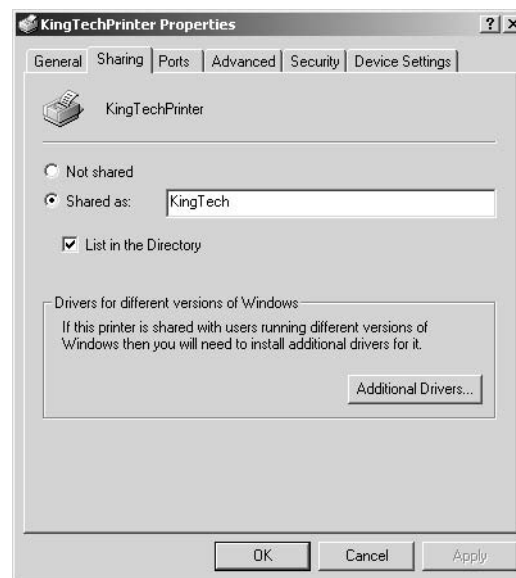 KingTechPrinter Properties
General Sharing Ports Advanced Security Device Settings
KingTechPrinter
Not shared
Shared as: KingTech
List in the Directory
Drivers for different versions of Windows
If this printer is shared with users running different versions of
Windows then you will need to install additional drivers for it.
Additional Drivers...
OK Cancel Apply